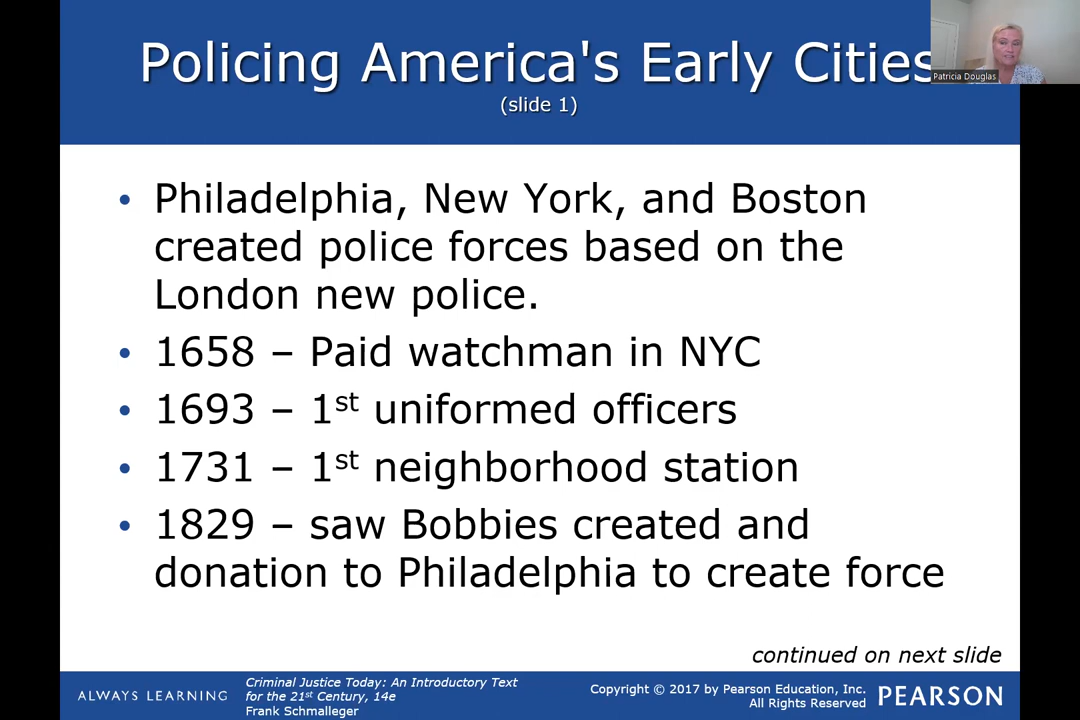 Policing America's Early Cities
(slide 1)
Patricia Douglas
• Philadelphia, New York, and Boston
created police forces based on the
London new police.
• 1658 – Paid watchman in NYC
• 1693 – 1st uniformed officers
• 1731 – 1st neighborhood station
• 1829 – saw Bobbies created and
donation to Philadelphia to create force
continued on next slide
ALWAYS LEARNING
Criminal Justice Today: An Introductory Text
for the 21st Century, 14e
Frank Schmalleger
Copyright © 2017 by Pearson Education, Inc.
All Rights Reserved
PEARSON